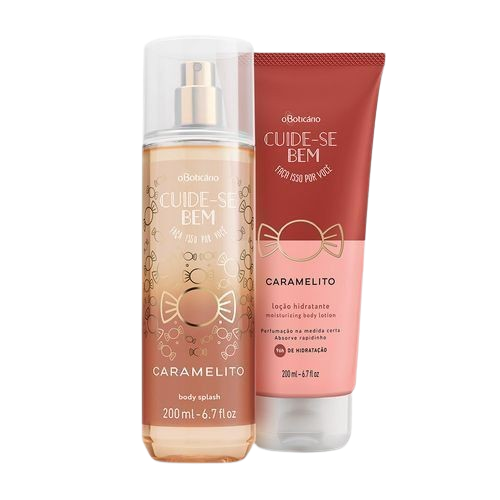 oBoticário
CUIDE-SE
BEM
FAÇA ISSO POR VOCÊ
CARAMELITO
body splash
200 ml - 6.7 fl oz
oBoticário
CUIDE-SE
BEM
FAÇA ISSO POR VOCÊ
CARAMELITO
loção hidratante
moisturizing body lotion
Perfumação na medida certa
Absorve rapidinho
DE HIDRATAÇÃO
200 ml - 6.7 fl oz